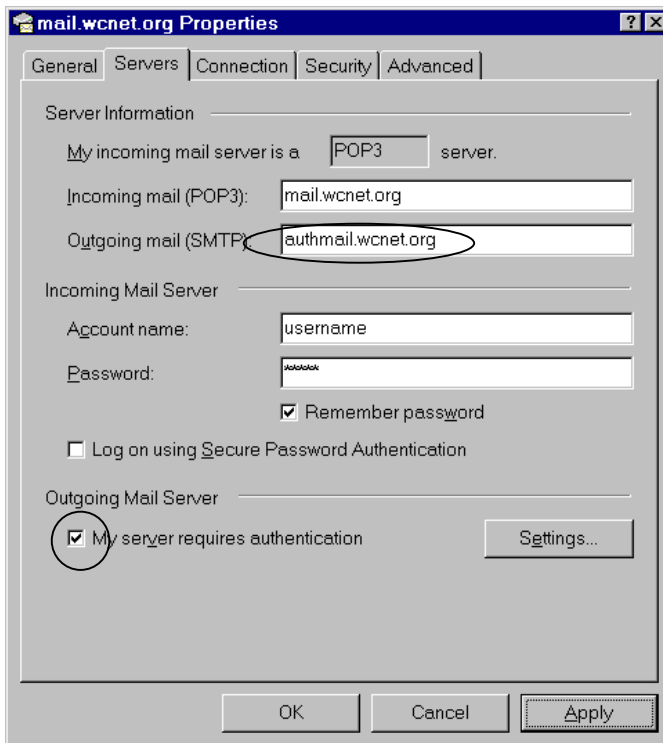 mail.wcnet.org Properties
General Servers Connection Security Advanced
Server Information
My incoming mail server is a POP3 server.
Incoming mail (POP3): mail.wcnet.org
Outgoing mail (SMTP): authmail.wcnet.org
Incoming Mail Server
Account name: username
Password: *****
Remember password
Log on using Secure Password Authentication
Outgoing Mail Server
My server requires authentication Settings...
OK Cancel Apply